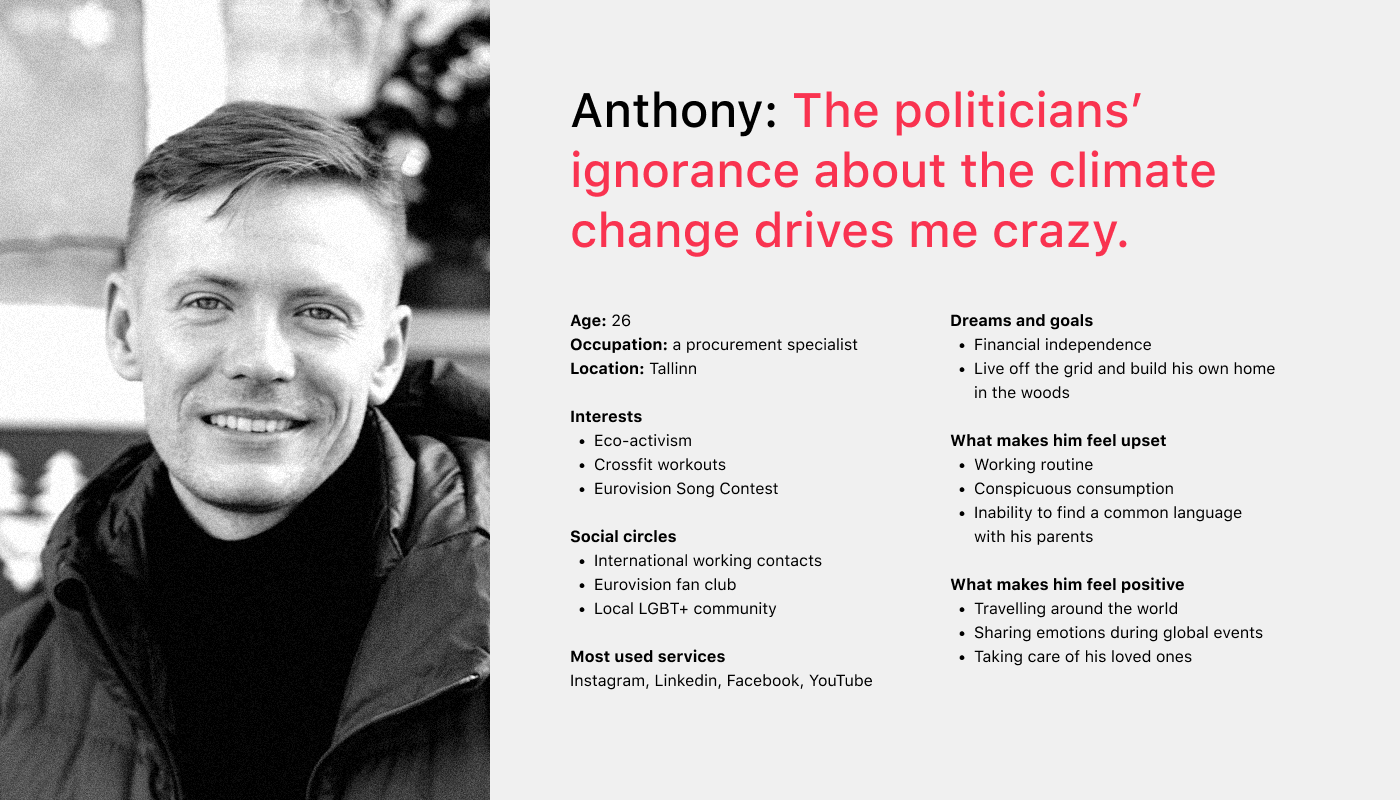 Anthony: The politicians’
ignorance about the climate
change drives me crazy.
Age: 26
Occupation: a procurement specialist
Location: Tallinn
Interests
• Eco-activism
• Crossfit workouts
• Eurovision Song Contest
Social circles
• International working contacts
• Eurovision fan club
• Local LGBT+ community
Most used services
Instagram, Linkedin, Facebook, YouTube
Dreams and goals
• Financial independence
• Live off the grid and build his own home
in the woods
What makes him feel upset
• Working routine
• Conspicuous consumption
• Inability to find a common language
with his parents
What makes him feel positive
• Travelling around the world
• Sharing emotions during global events
• Taking care of his loved ones